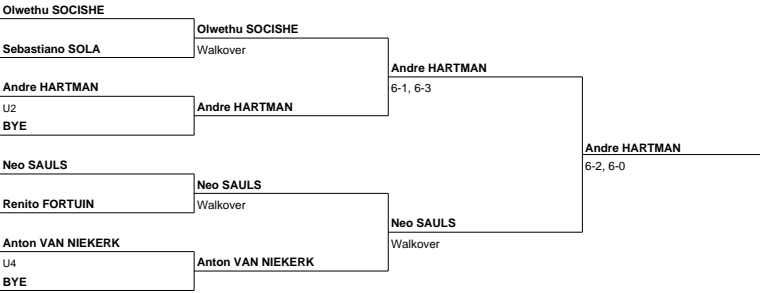 Olwethu SOCISHE
Olwethu SOCISHE
Sebastiano SOLA
Walkover
Andre HARTMAN
Andre HARTMAN
6-1, 6-3
U2
Andre HARTMAN
BYE
Andre HARTMAN
6-2, 6-0
Neo SAULS
Neo SAULS
Renito FORTUIN
Walkover
Neo SAULS
Anton VAN NIEKERK
Walkover
U4
Anton VAN NIEKERK
BYE